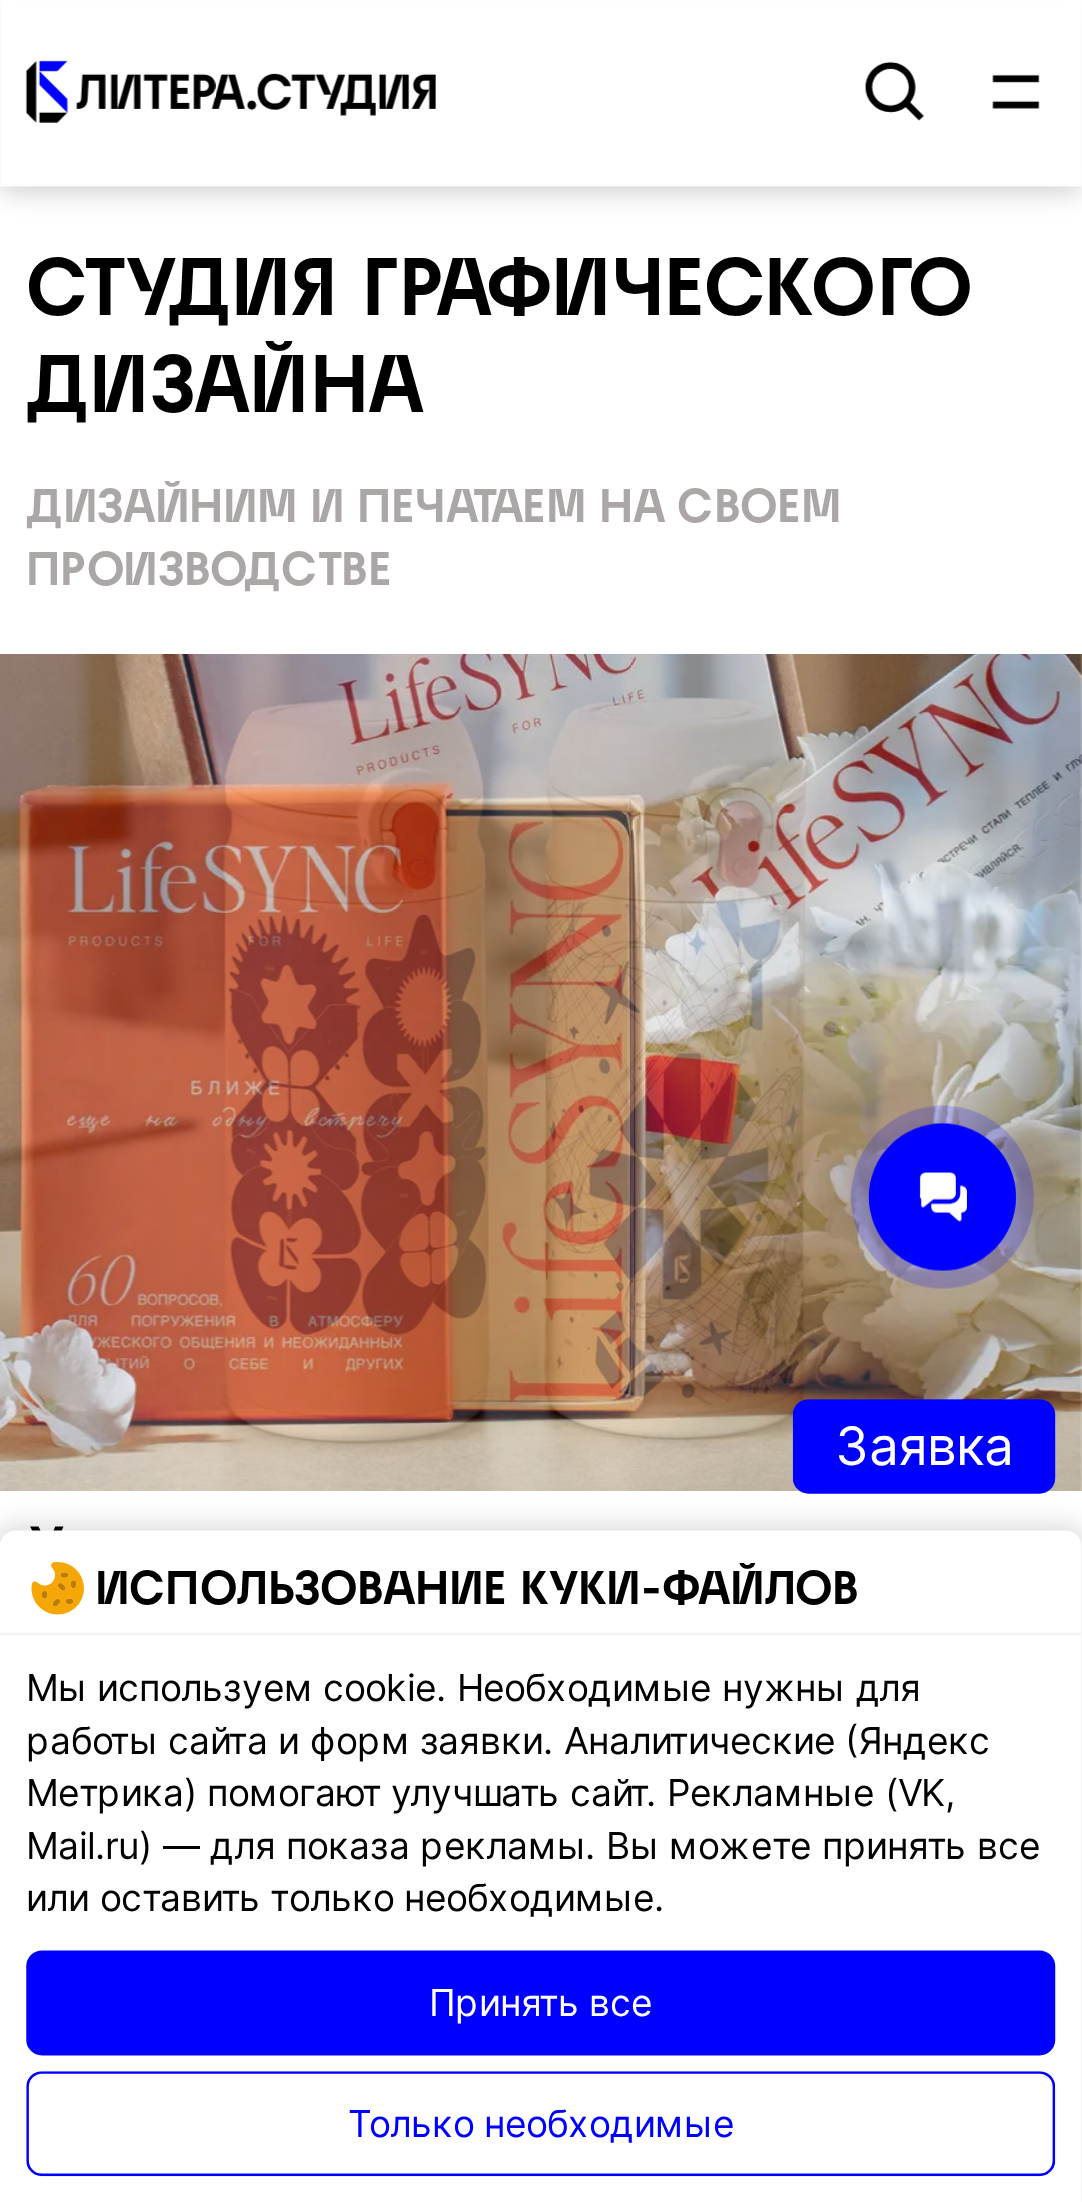 ЛИТЕРА.СТУДИЯ
СТУДИЯ ГРАФИЧЕСКОГО
ДИЗАЙНА
ДИЗАЙНИМ И ПЕЧАТАЕМ НА СВОЕМ
ПРОИЗВОДСТВЕ
LifeSYNC
PRODUCTS FOR LIFE
LifeSYNC
ВСТРЕЧИ СТАЛИ ТЕПЛЕЕ И
LifeSYNC
PRODUCTS FOR LIFE
LifeSYNC
БЛИЖЕ
еще на одну встречу
60 ВОПРОСОВ,
ДЛЯ ПОГРУЖЕНИЯ В АТМОСФЕРУ
ОБЩЕНИЯ И НЕОЖИДАННЫХ
О СЕБЕ И ДРУГИХ
Заявка
ИСПОЛЬЗОВАНИЕ КУКИ-ФАЙЛОВ
Мы используем cookie. Необходимые нужны для
работы сайта и форм заявки. Аналитические (Яндекс
Метрика) помогают улучшать сайт. Рекламные (VK,
Mail.ru) — для показа рекламы. Вы можете принять все
или оставить только необходимые.
Принять все
Только необходимые